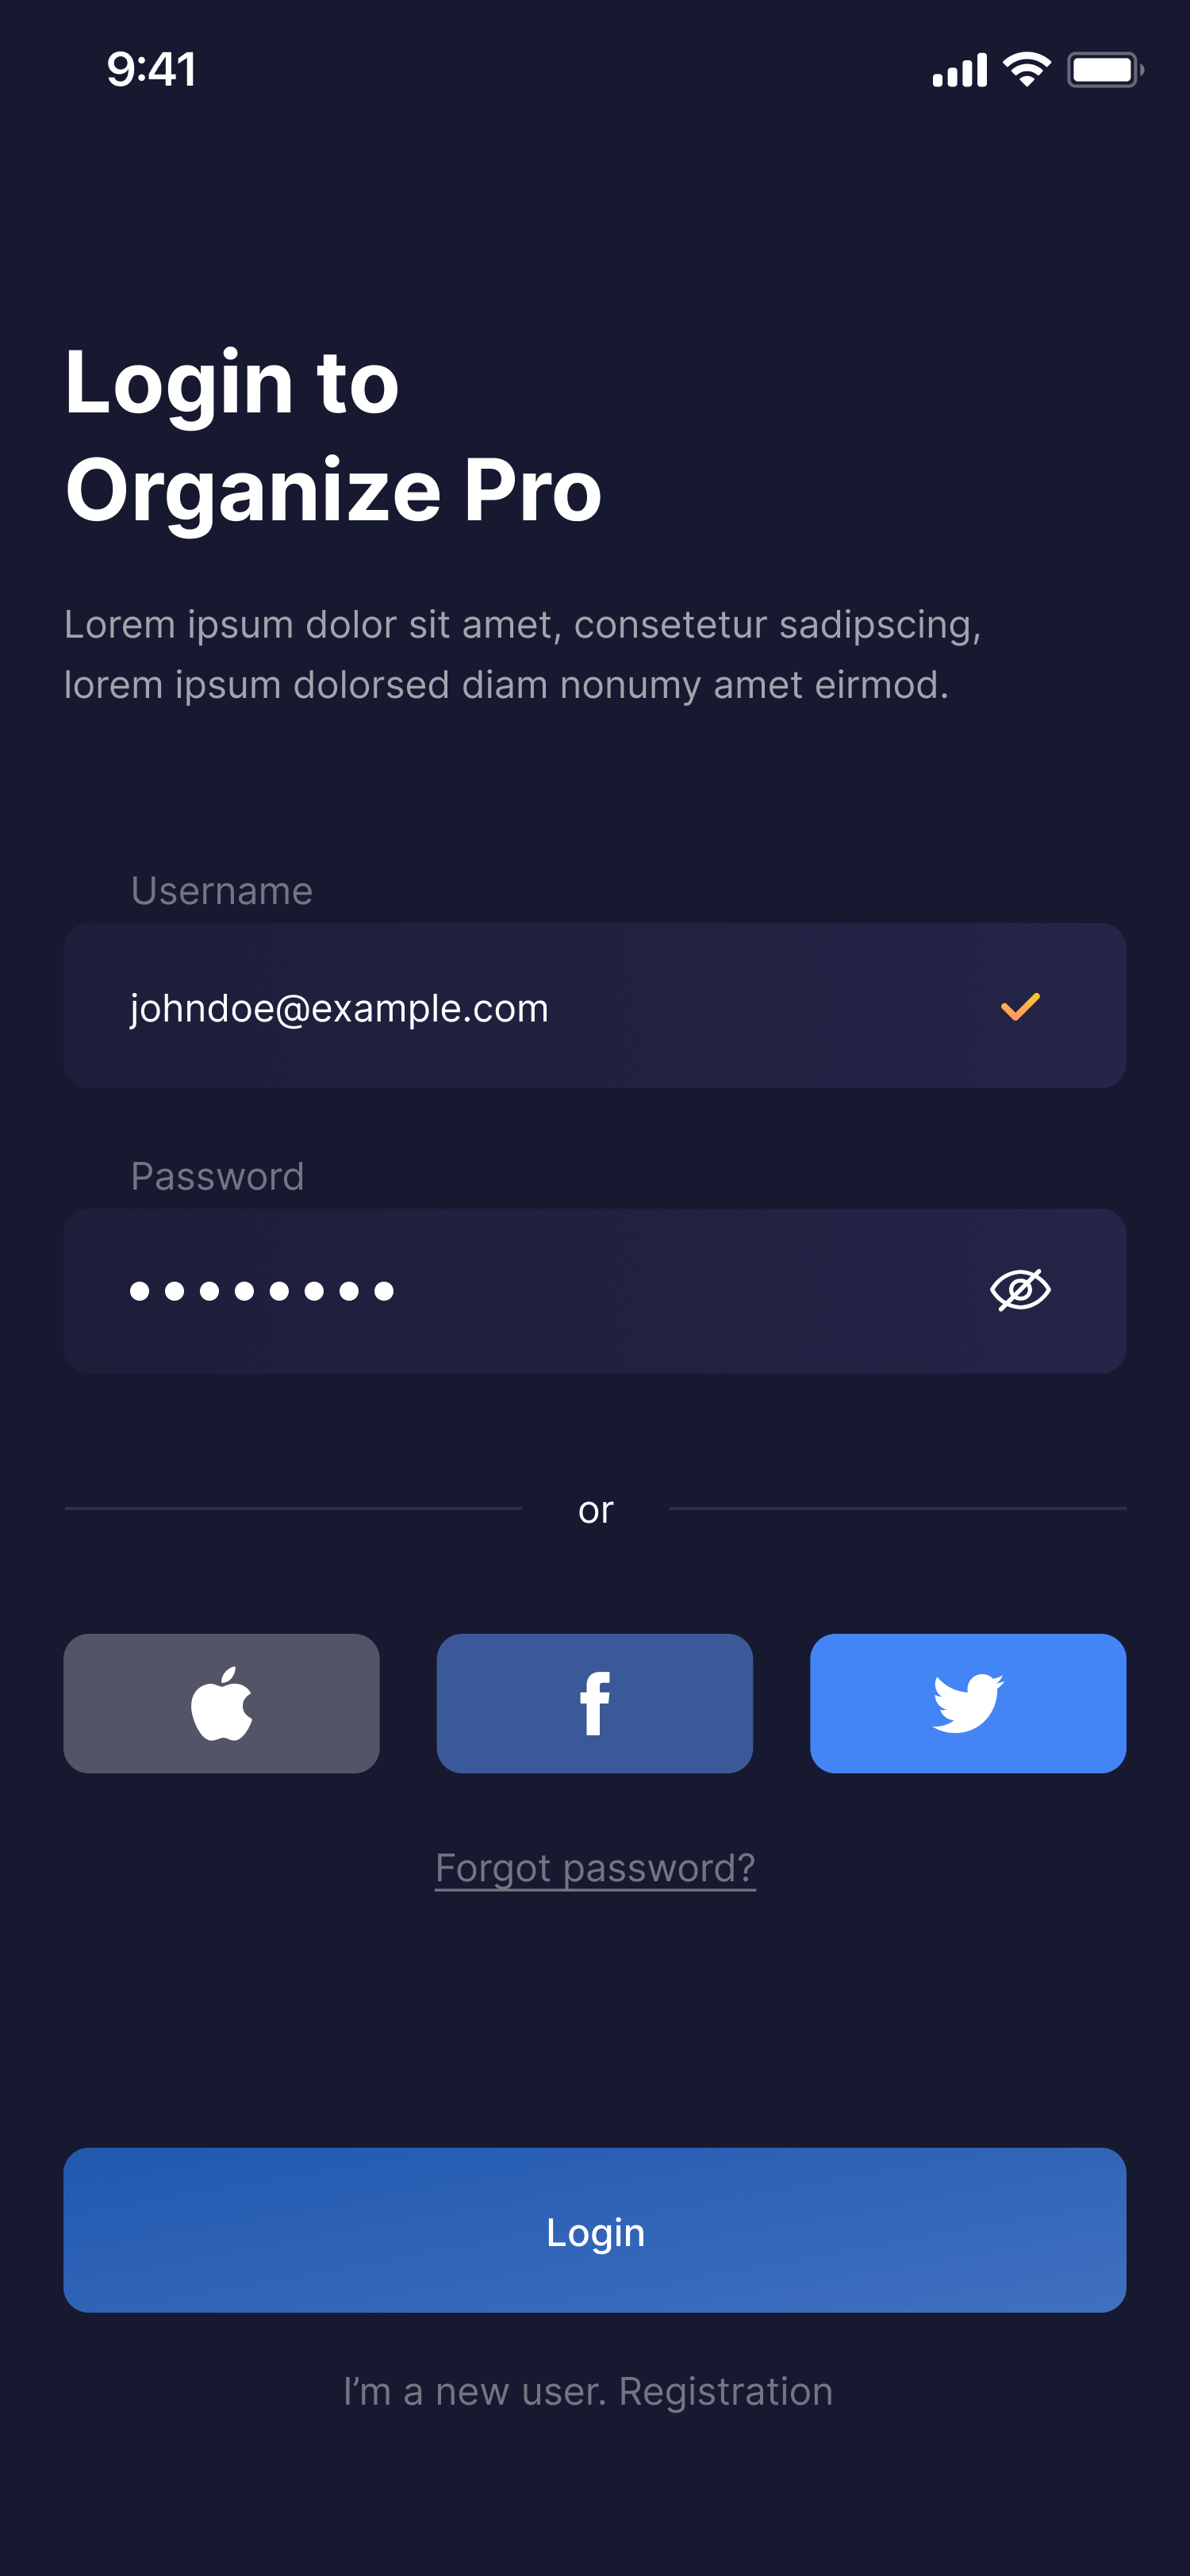 9:41
Login to
Organize Pro
Lorem ipsum dolor sit amet, consetetur sadipscing,
lorem ipsum dolorsed diam nonumy amet eirmod.
Username
johndoe@example.com
Password
or
Forgot password?
Login
I’m a new user. Registration